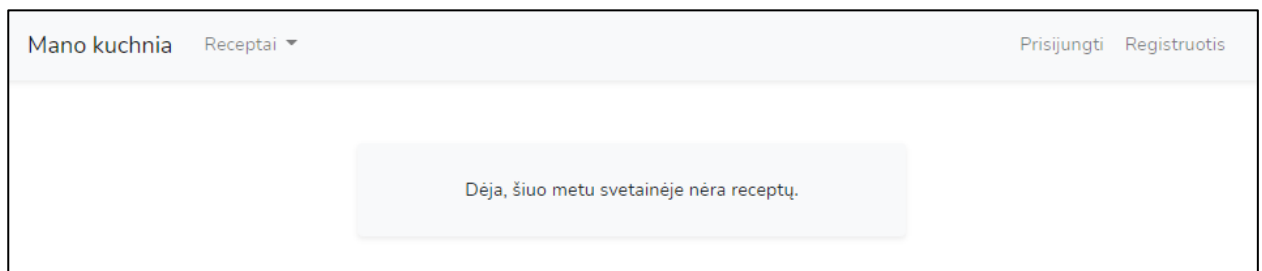 Mano kuchnia Receptai Prisijungti Registruotis
Dėja, šiuo metu svetainėje nėra receptų.